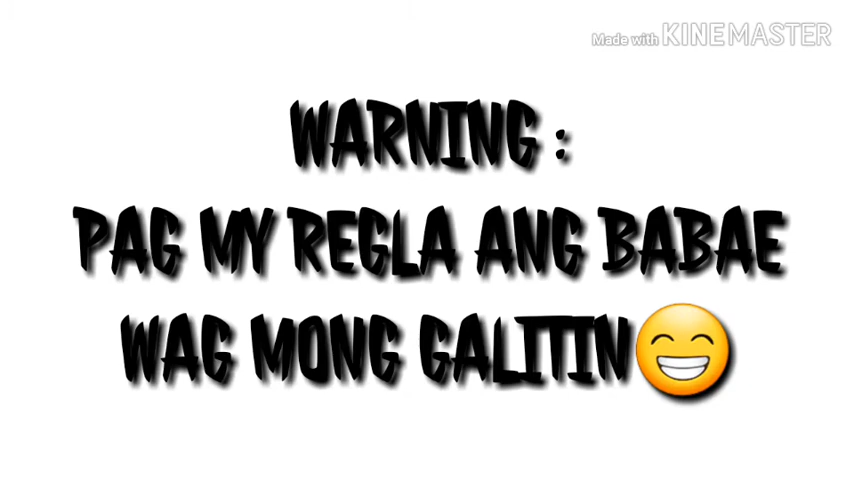 Made with KINEMASTER
WARNING :
PAG MY REGLA ANG BABAE
WAG MONG GALITIN😁